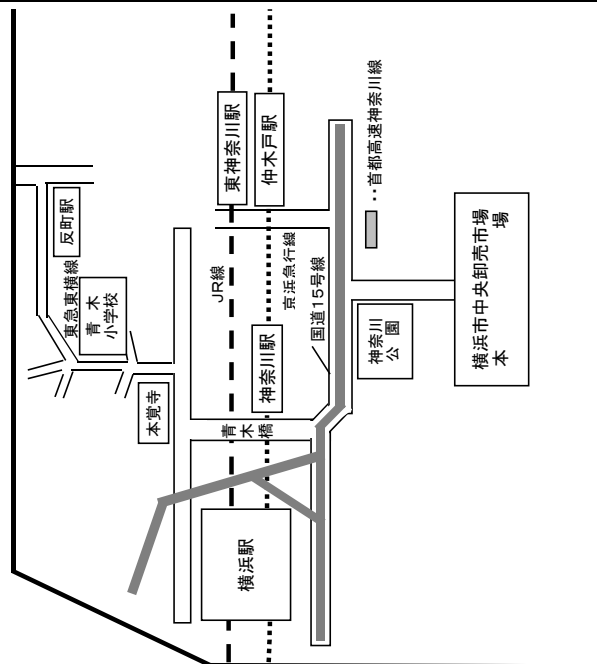 首都高速神奈川線
東神奈川駅
仲木戸駅
反町駅
東急東横線
青木
小学校
JR線
京浜急行線
国道15号線
横浜市中央卸売市場
本場
神奈川駅
神奈川
公園
本覚寺
青木橋
横浜駅